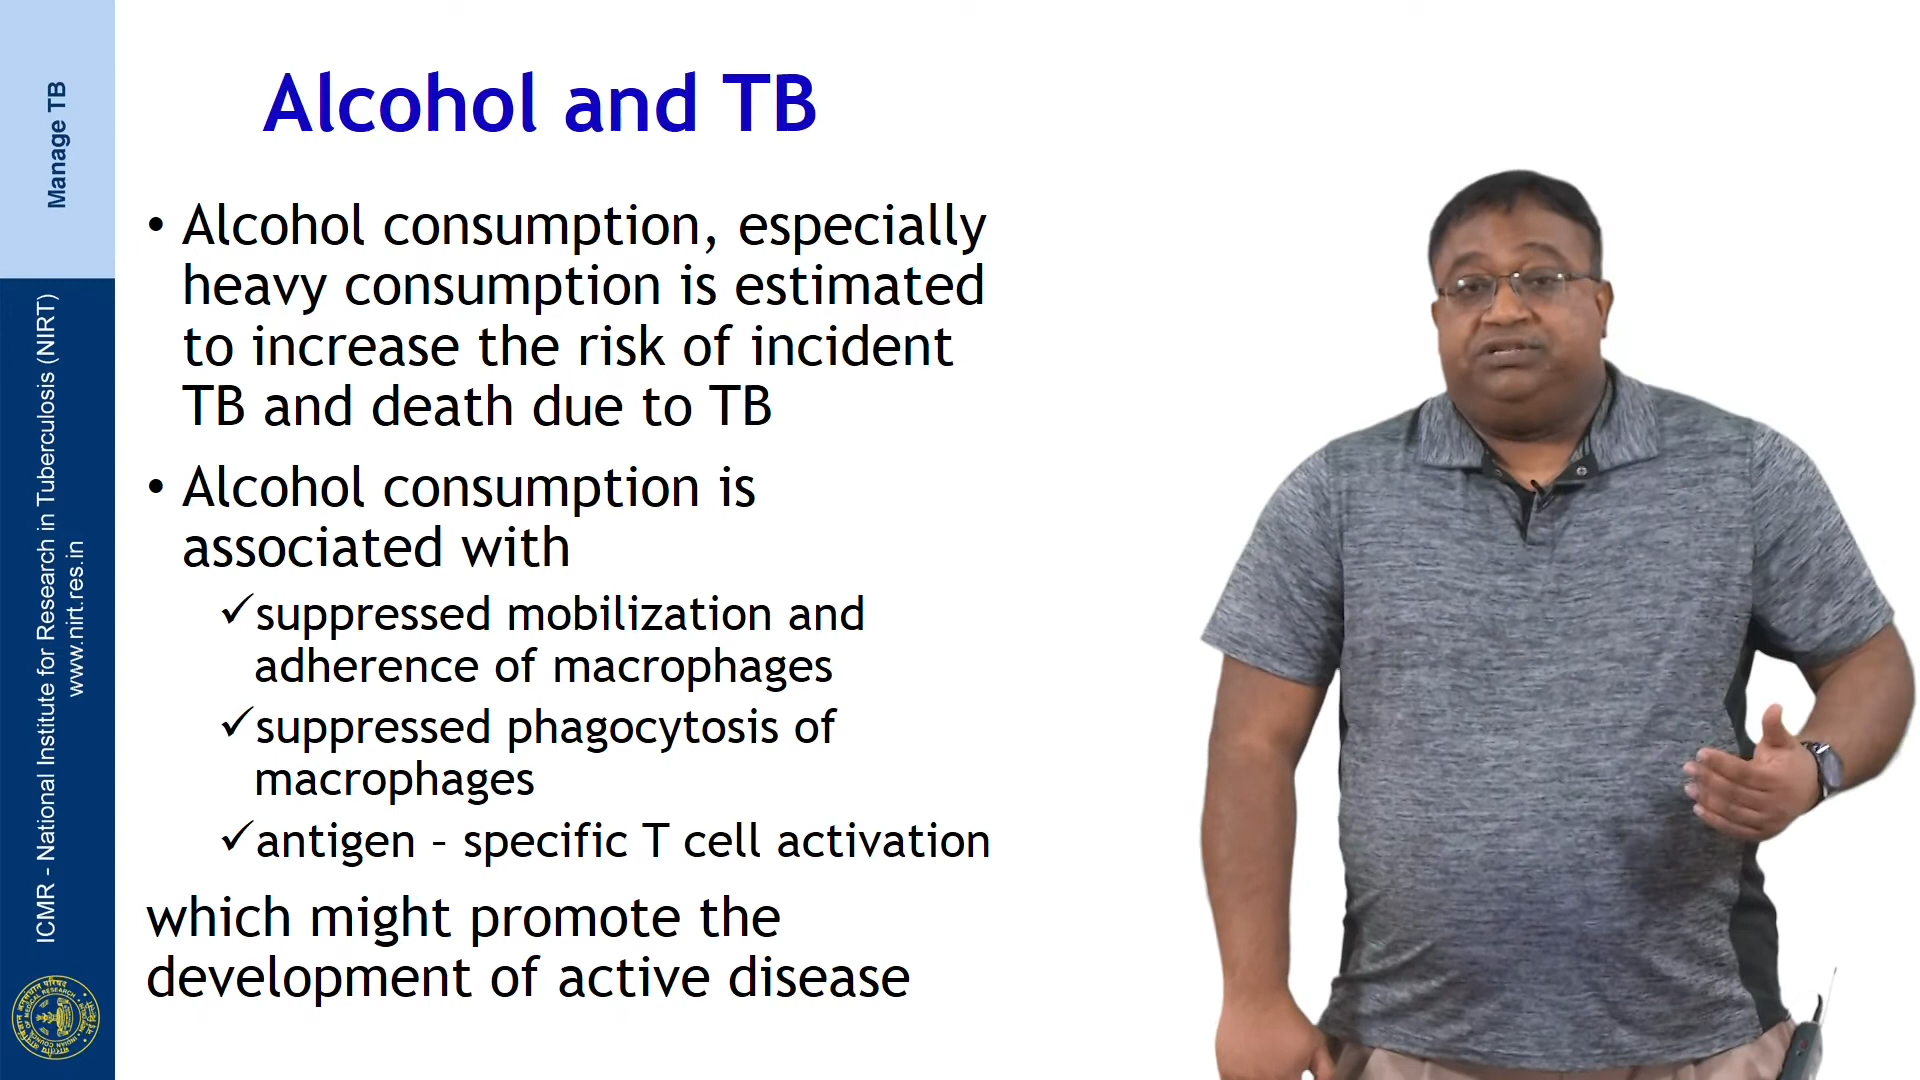 Manage TB
ICMR - National Institute for Research in Tuberculosis (NIRT)
www.nirt.res.in
Alcohol and TB
• Alcohol consumption, especially
heavy consumption is estimated
to increase the risk of incident
TB and death due to TB
• Alcohol consumption is
associated with
✓suppressed mobilization and
adherence of macrophages
✓suppressed phagocytosis of
macrophages
✓antigen – specific T cell activation
which might promote the
development of active disease